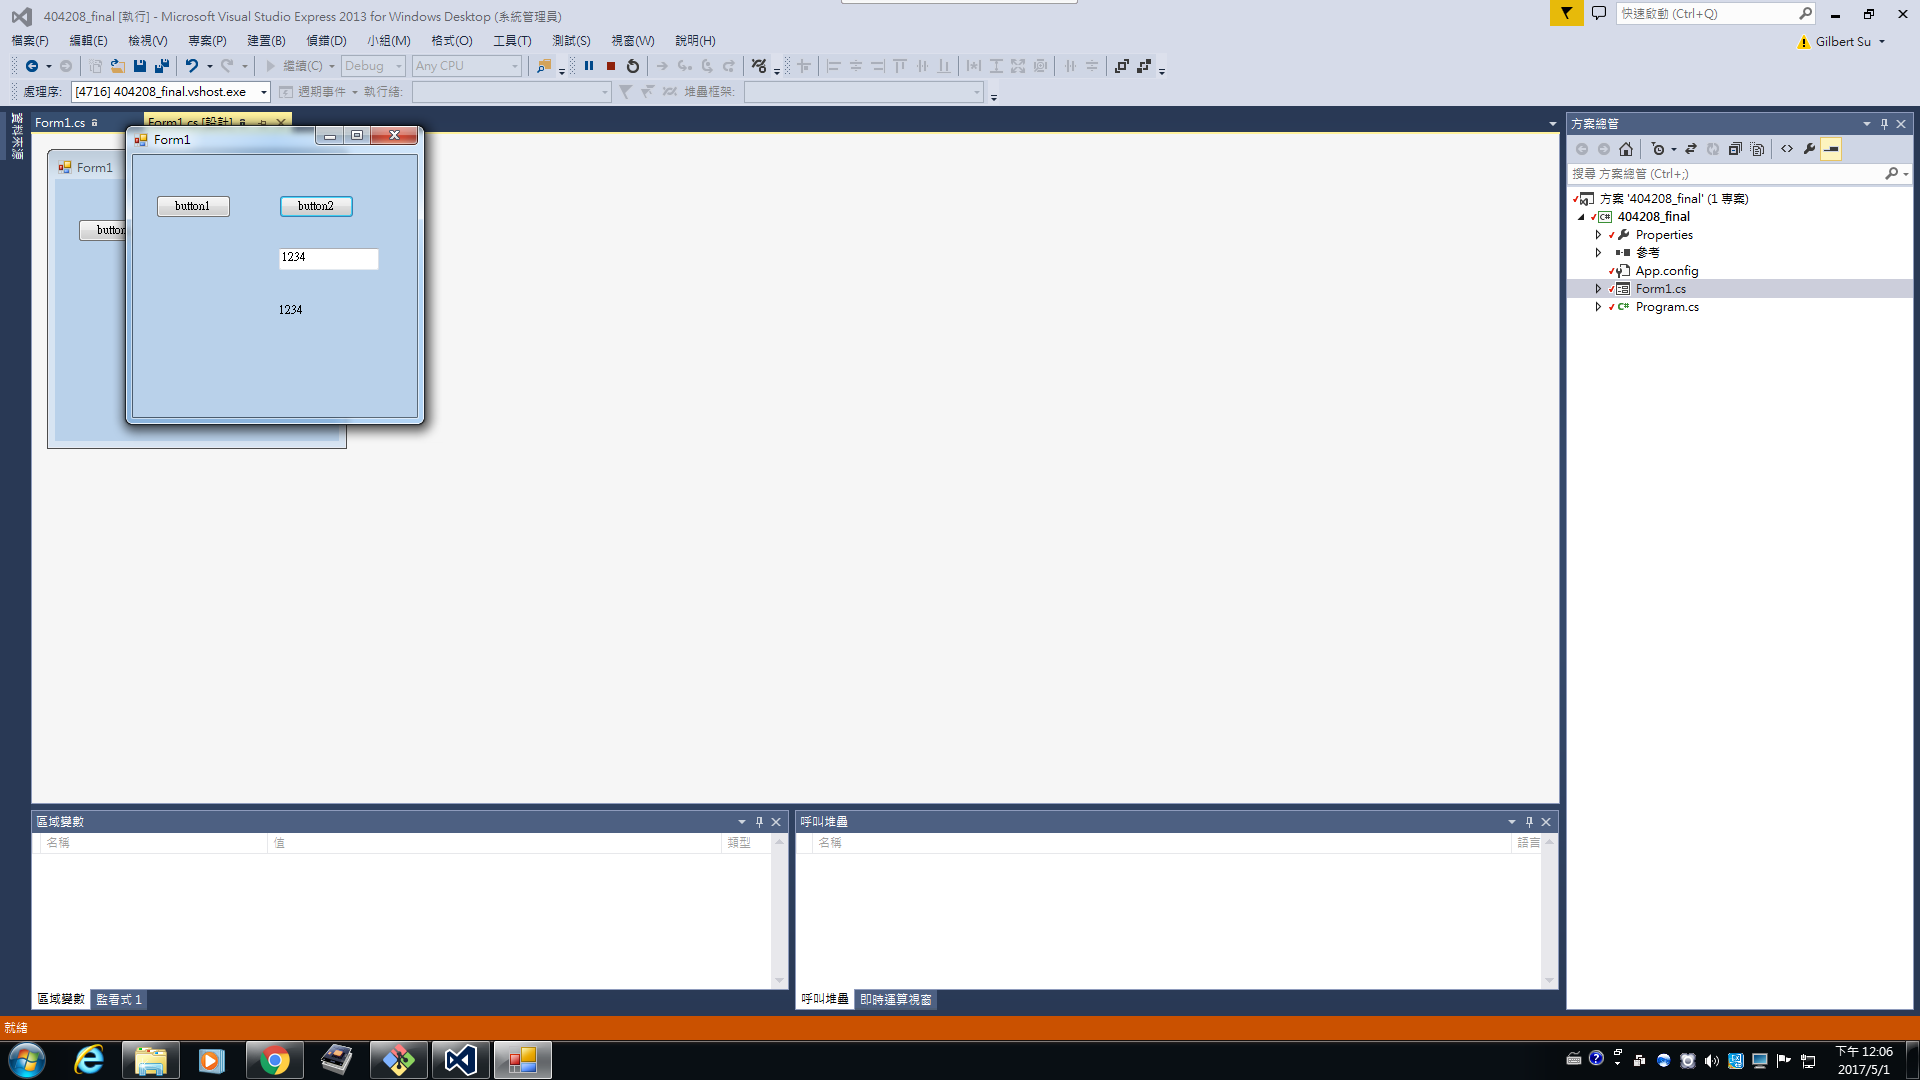 404208_final [執行] - Microsoft Visual Studio Express 2013 for Windows Desktop (系統管理員)
快速啟動 (Ctrl+Q)
檔案(F) 編輯(E) 檢視(V) 專案(P) 建置(B) 偵錯(D) 小組(M) 格式(O) 工具(T) 測試(S) 視窗(W) 說明(H)
Gilbert Su
繼續(C) Debug Any CPU
處理序: [4716] 404208_final.vshost.exe 週期事件 執行緒: 堆疊框架:
資料來源
Form1.cs Form1.cs [設計]
Form1
Form1
button1 button2
button
1234
1234
方案總管
搜尋 方案總管 (Ctrl+;)
方案 '404208_final' (1 專案)
404208_final
Properties
參考
App.config
Form1.cs
Program.cs
區域變數
名稱 值 類型
區域變數 監看式 1
呼叫堆疊
名稱 語言
呼叫堆疊 即時運算視窗
就緒
下午 12:06
2017/5/1